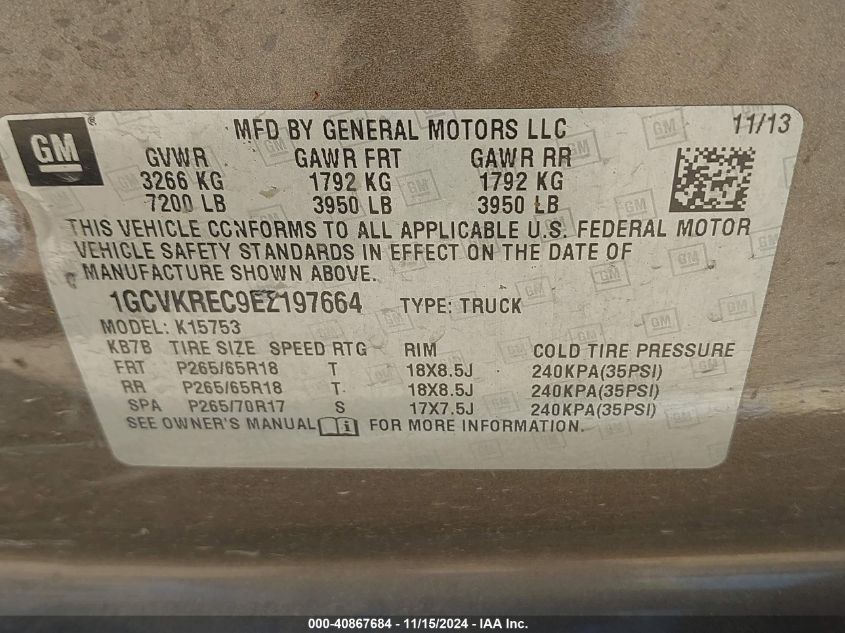 GM ® MFD BY GENERAL MOTORS LLC 11/13
GVWR GAWR FRT GAWR RR
3266 KG 1792 KG 1792 KG
7200 LB 3950 LB 3950 LB
THIS VEHICLE CONFORMS TO ALL APPLICABLE U.S. FEDERAL MOTOR
VEHICLE SAFETY STANDARDS IN EFFECT ON THE DATE OF
MANUFACTURE SHOWN ABOVE.
1GCVKREC9EZ197664 TYPE: TRUCK
MODEL: K15753
KB7B TIRE SIZE SPEED RTG RIM COLD TIRE PRESSURE
FRT P265/65R18 T 18X8.5J 240KPA(35PSI)
RR P265/65R18 T 18X8.5J 240KPA(35PSI)
SPA P265/70R17 S 17X7.5J 240KPA(35PSI)
SEE OWNER'S MANUAL FOR MORE INFORMATION.
000-40867684 - 11/15/2024 - IAA Inc.